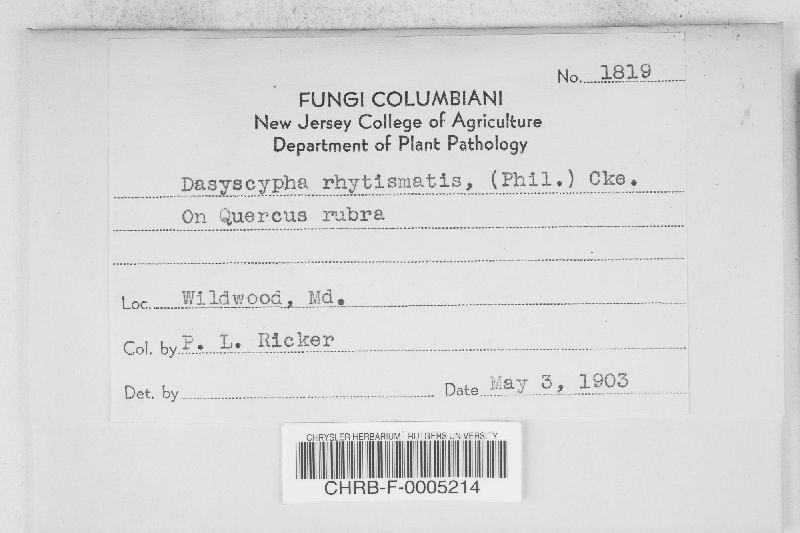 No. 1819
FUNGI COLUMBIANI
New Jersey College of Agriculture
Department of Plant Pathology
Dasyscypha rhytismatis, (Phil.) Cke.
On Quercus rubra
Loc. Wildwood, Md.
Col. by P. L. Ricker
Det. by
Date May 3, 1903
CHRYSLER HERBARIUM, RUTGERS UNIVERSITY
CHRB-F-0005214